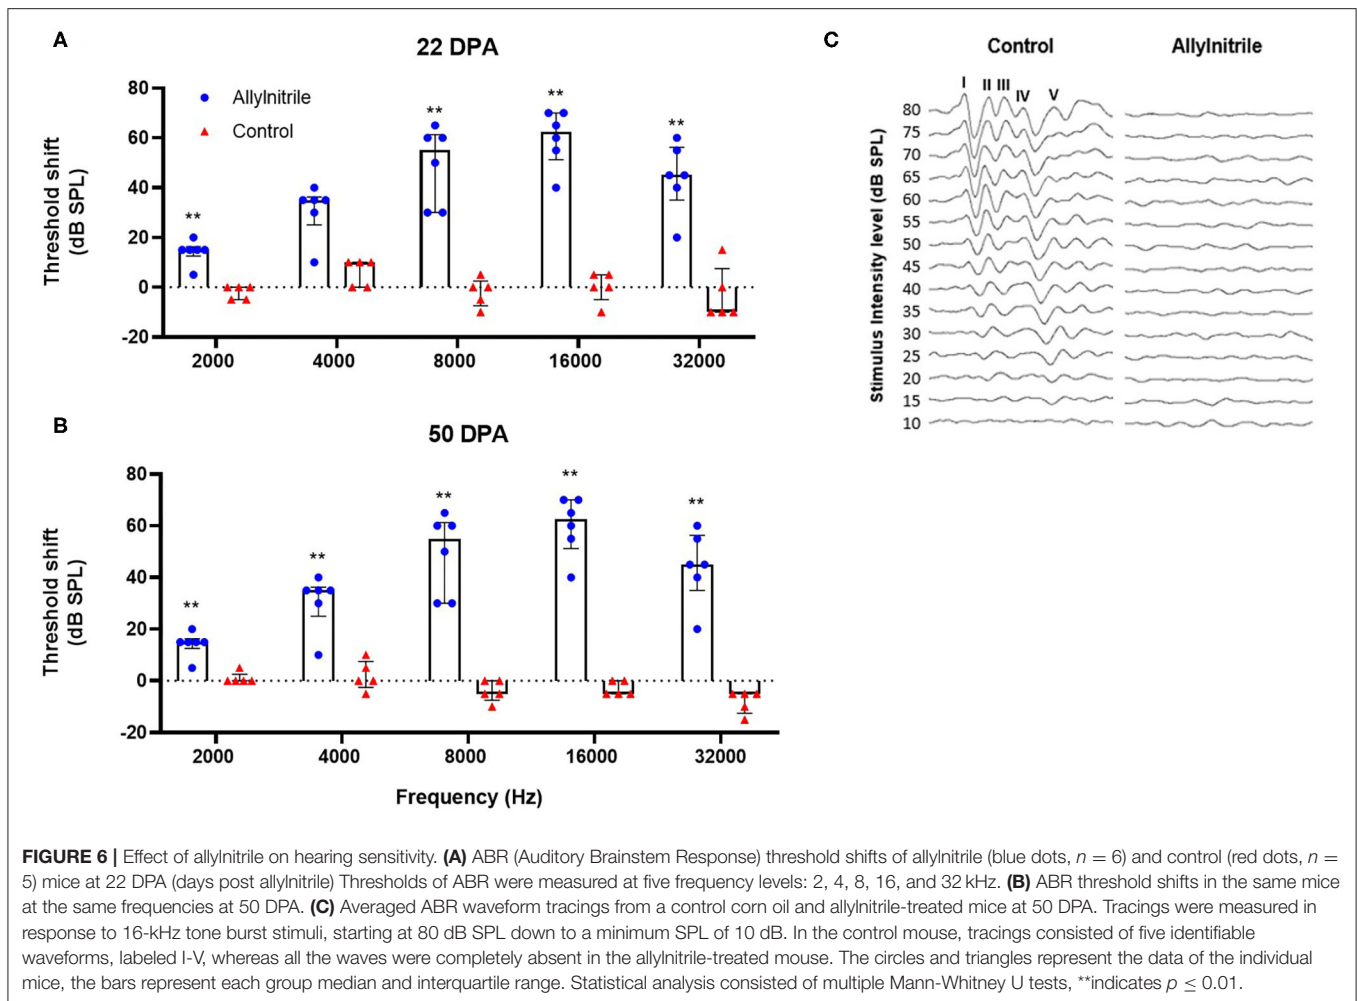 A
22 DPA
Threshold shift
(dB SPL)
80
60
40
20
0
-20
Allylnitrile
Control
**
**
**
**
2000
4000
8000
16000
32000
B
50 DPA
Threshold shift
(dB SPL)
80
60
40
20
0
-20
**
**
**
**
**
2000
4000
8000
16000
32000
Frequency (Hz)
C
Control
Allylnitrile
I
II
III
IV
V
Stimulus Intensity level (dB SPL)
80
75
70
65
60
55
50
45
40
35
30
25
20
15
10
FIGURE 6 | Effect of allylnitrile on hearing sensitivity. (A) ABR (Auditory Brainstem Response) threshold shifts of allylnitrile (blue dots, n = 6) and control (red dots, n =
5) mice at 22 DPA (days post allylnitrile) Thresholds of ABR were measured at five frequency levels: 2, 4, 8, 16, and 32 kHz. (B) ABR threshold shifts in the same mice
at the same frequencies at 50 DPA. (C) Averaged ABR waveform tracings from a control corn oil and allylnitrile-treated mice at 50 DPA. Tracings were measured in
response to 16-kHz tone burst stimuli, starting at 80 dB SPL down to a minimum SPL of 10 dB. In the control mouse, tracings consisted of five identifiable
waveforms, labeled I-V, whereas all the waves were completely absent in the allylnitrile-treated mouse. The circles and triangles represent the data of the individual
mice, the bars represent each group median and interquartile range. Statistical analysis consisted of multiple Mann-Whitney U tests, **indicates p ≤ 0.01.